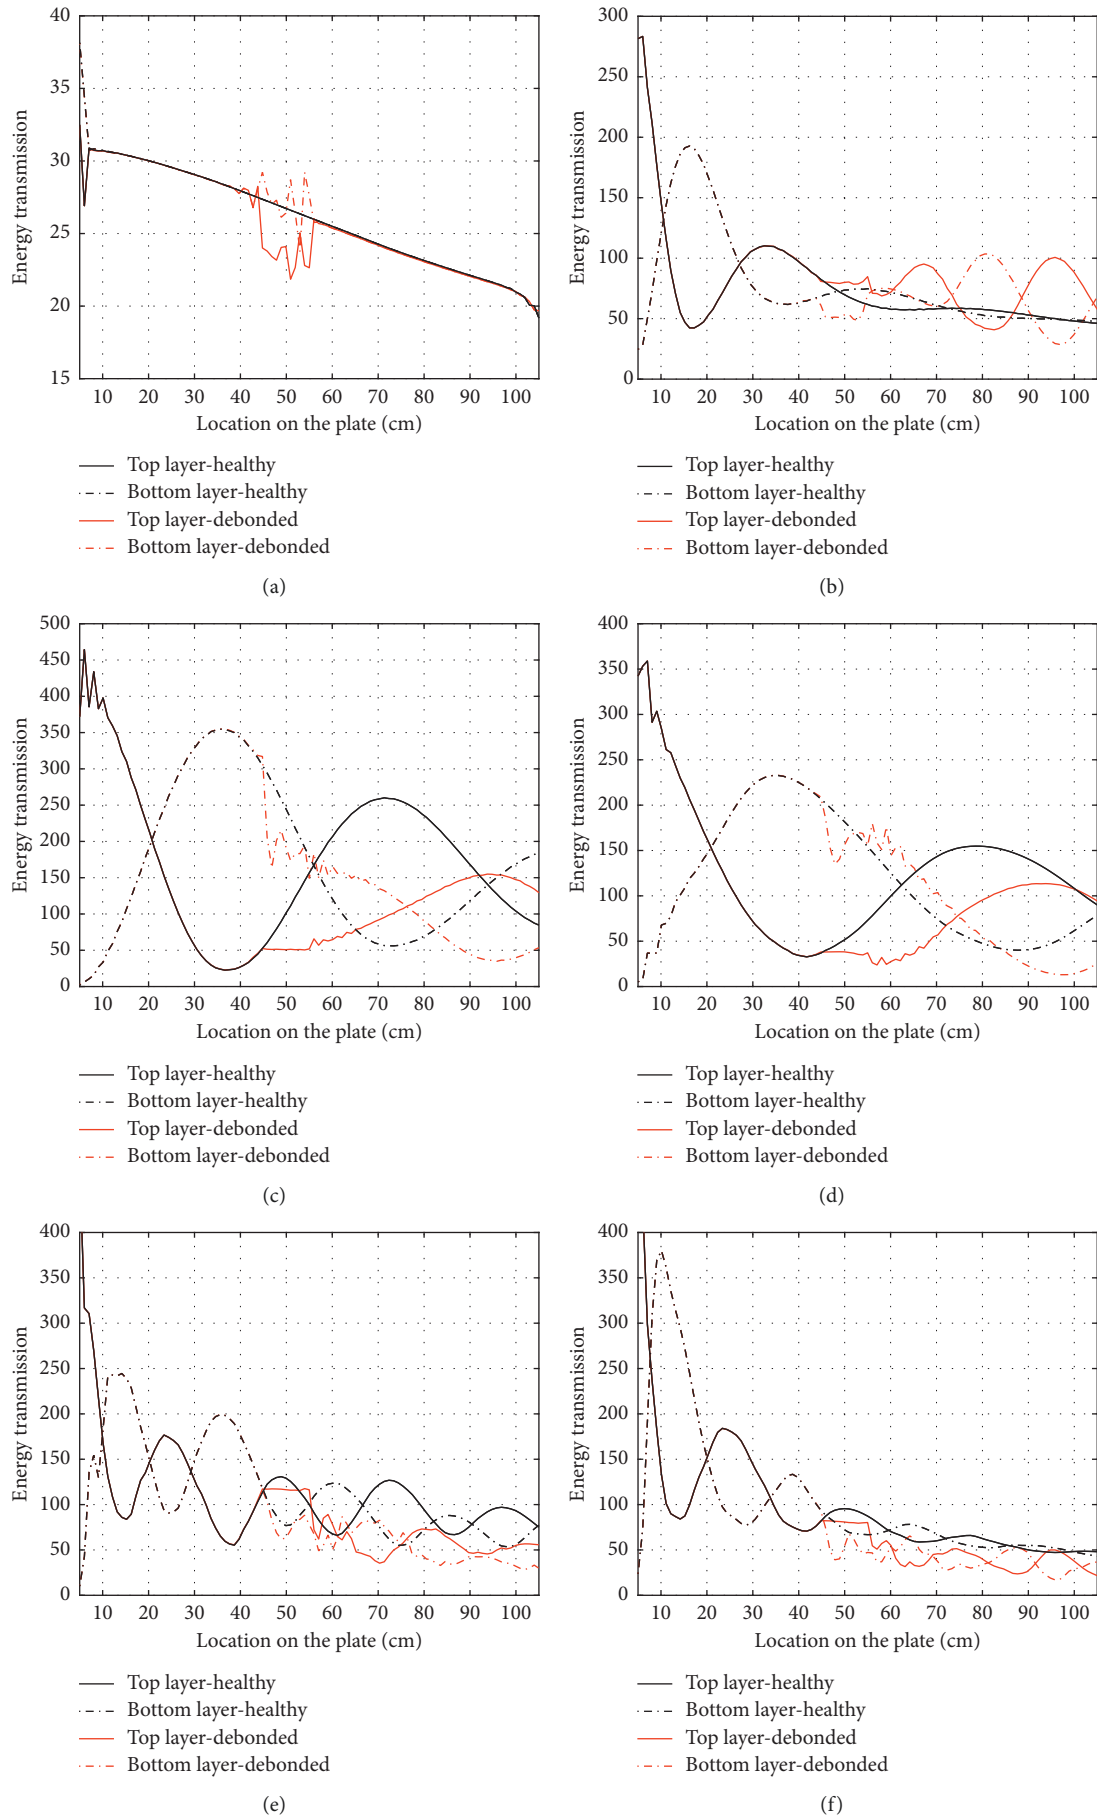 40
35
30
25
20
15
Energy transmission
10 20 30 40 50 60 70 80 90 100
Location on the plate (cm)
Top layer-healthy
Bottom layer-healthy
Top layer-debonded
Bottom layer-debonded
(a)
300
250
200
150
100
50
0
Energy transmission
10 20 30 40 50 60 70 80 90 100
Location on the plate (cm)
Top layer-healthy
Bottom layer-healthy
Top layer-debonded
Bottom layer-debonded
(b)
500
450
400
350
300
250
200
150
100
50
0
Energy transmission
10 20 30 40 50 60 70 80 90 100
Location on the plate (cm)
Top layer-healthy
Bottom layer-healthy
Top layer-debonded
Bottom layer-debonded
(c)
400
350
300
250
200
150
100
50
0
Energy transmission
10 20 30 40 50 60 70 80 90 100
Location on the plate (cm)
Top layer-healthy
Bottom layer-healthy
Top layer-debonded
Bottom layer-debonded
(d)
400
350
300
250
200
150
100
50
0
Energy transmission
10 20 30 40 50 60 70 80 90 100
Location on the plate (cm)
Top layer-healthy
Bottom layer-healthy
Top layer-debonded
Bottom layer-debonded
(e)
400
350
300
250
200
150
100
50
0
Energy transmission
10 20 30 40 50 60 70 80 90 100
Location on the plate (cm)
Top layer-healthy
Bottom layer-healthy
Top layer-debonded
Bottom layer-debonded
(f)